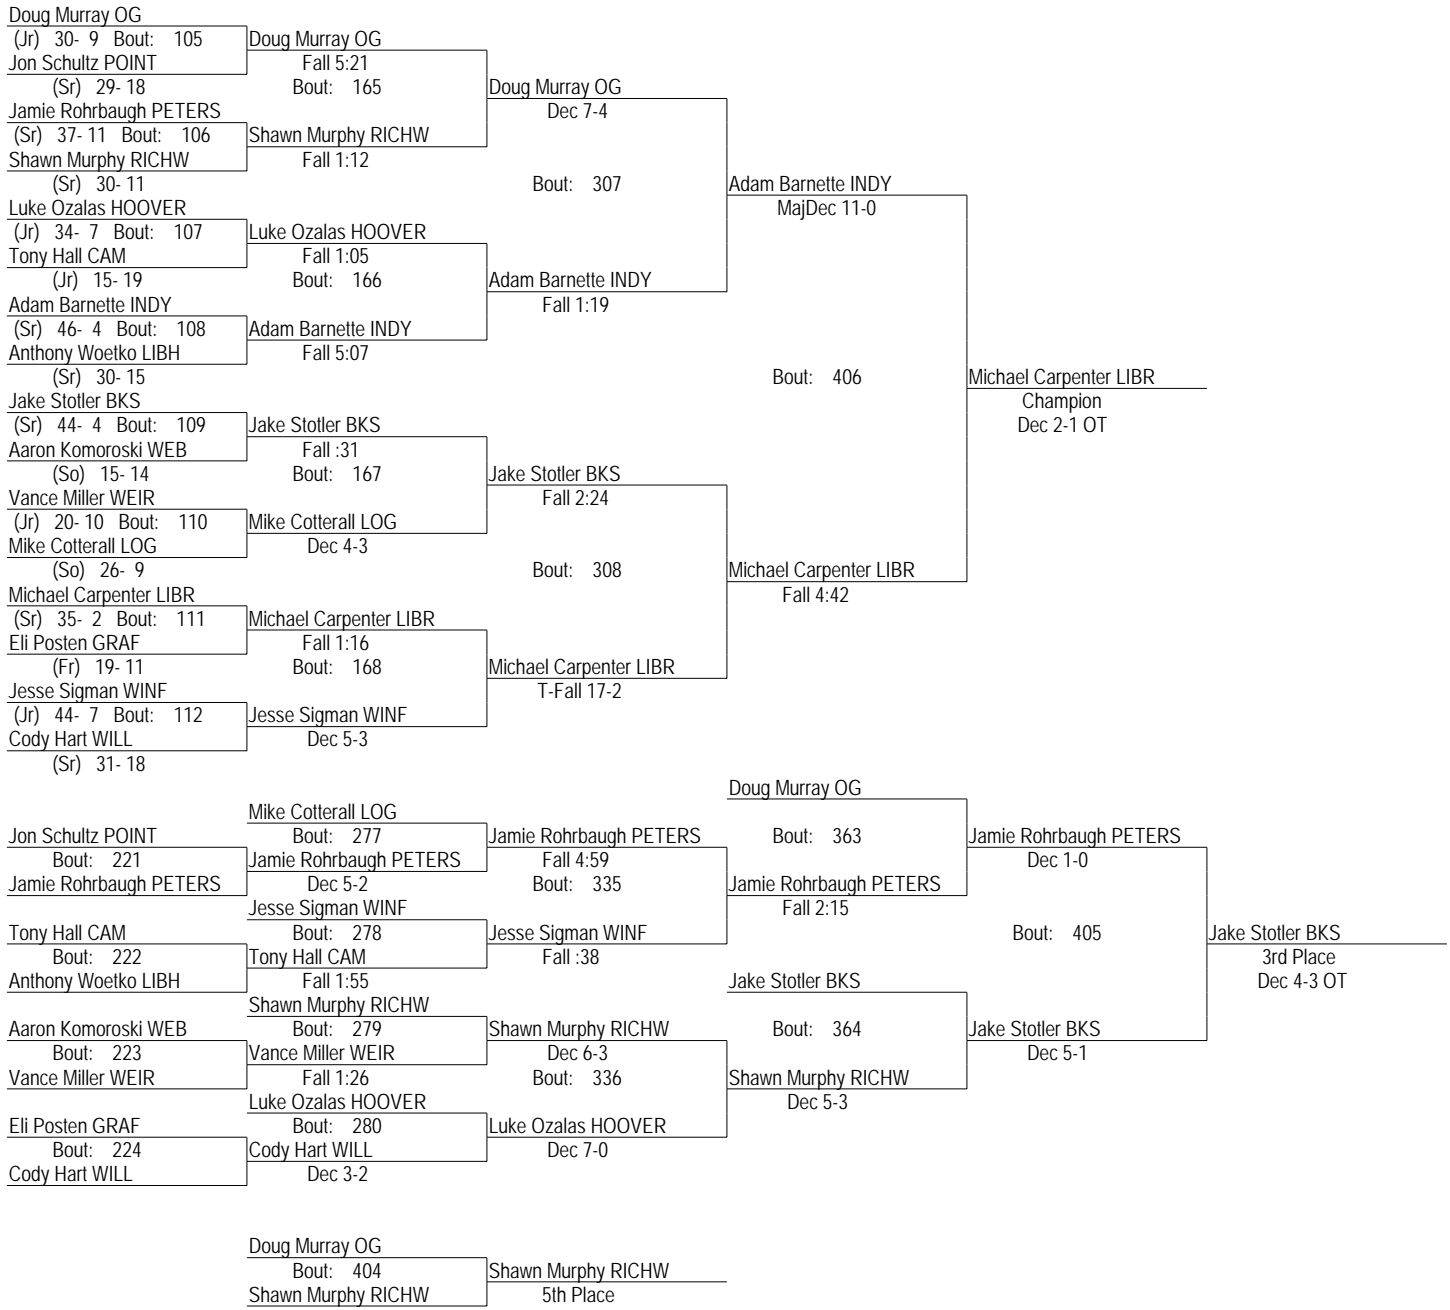 Doug Murray OG
(Jr) 30- 9 Bout: 105 Doug Murray OG
Jon Schultz POINT Fall 5:21
(Sr) 29- 18 Bout: 165 Doug Murray OG
Jamie Rohrbaugh PETERS Dec 7-4
(Sr) 37- 11 Bout: 106 Shawn Murphy RICHW
Shawn Murphy RICHW Fall 1:12
(Sr) 30- 11 Bout: 307 Adam Barnette INDY
Luke Ozalas HOOVER MajDec 11-0
(Jr) 34- 7 Bout: 107 Luke Ozalas HOOVER
Tony Hall CAM Fall 1:05
(Jr) 15- 19 Bout: 166 Adam Barnette INDY
Adam Barnette INDY Fall 1:19
(Sr) 46- 4 Bout: 108 Adam Barnette INDY
Anthony Woetko LIBH Fall 5:07
(Sr) 30- 15 Bout: 406 Michael Carpenter LIBR
Jake Stotler BKS Champion
(Sr) 44- 4 Bout: 109 Jake Stotler BKS Dec 2-1 OT
Aaron Komoroski WEB Fall :31
(So) 15- 14 Bout: 167 Jake Stotler BKS
Vance Miller WEIR Fall 2:24
(Jr) 20- 10 Bout: 110 Mike Cotterall LOG
Mike Cotterall LOG Dec 4-3
(So) 26- 9 Bout: 308 Michael Carpenter LIBR
Michael Carpenter LIBR Fall 4:42
(Sr) 35- 2 Bout: 111 Michael Carpenter LIBR
Eli Posten GRAF Fall 1:16
(Fr) 19- 11 Bout: 168 Michael Carpenter LIBR
Jesse Sigman WINF T-Fall 17-2
(Jr) 44- 7 Bout: 112 Jesse Sigman WINF
Cody Hart WILL Dec 5-3
(Sr) 31- 18
Doug Murray OG
Mike Cotterall LOG
Jon Schultz POINT Bout: 277 Jamie Rohrbaugh PETERS Bout: 363 Jamie Rohrbaugh PETERS
Bout: 221 Jamie Rohrbaugh PETERS Fall 4:59 Dec 1-0
Jamie Rohrbaugh PETERS Dec 5-2 Bout: 335 Jamie Rohrbaugh PETERS
Jesse Sigman WINF Fall 2:15
Tony Hall CAM Bout: 278 Jesse Sigman WINF Bout: 405 Jake Stotler BKS
Bout: 222 Tony Hall CAM Fall :38 3rd Place
Anthony Woetko LIBH Fall 1:55 Jake Stotler BKS Dec 4-3 OT
Shawn Murphy RICHW
Aaron Komoroski WEB Bout: 279 Shawn Murphy RICHW Bout: 364 Jake Stotler BKS
Bout: 223 Vance Miller WEIR Dec 6-3 Dec 5-1
Vance Miller WEIR Fall 1:26 Bout: 336 Shawn Murphy RICHW
Luke Ozalas HOOVER Dec 5-3
Eli Posten GRAF Bout: 280 Luke Ozalas HOOVER
Bout: 224 Cody Hart WILL Dec 7-0
Cody Hart WILL Dec 3-2
Doug Murray OG
Bout: 404 Shawn Murphy RICHW
Shawn Murphy RICHW 5th Place